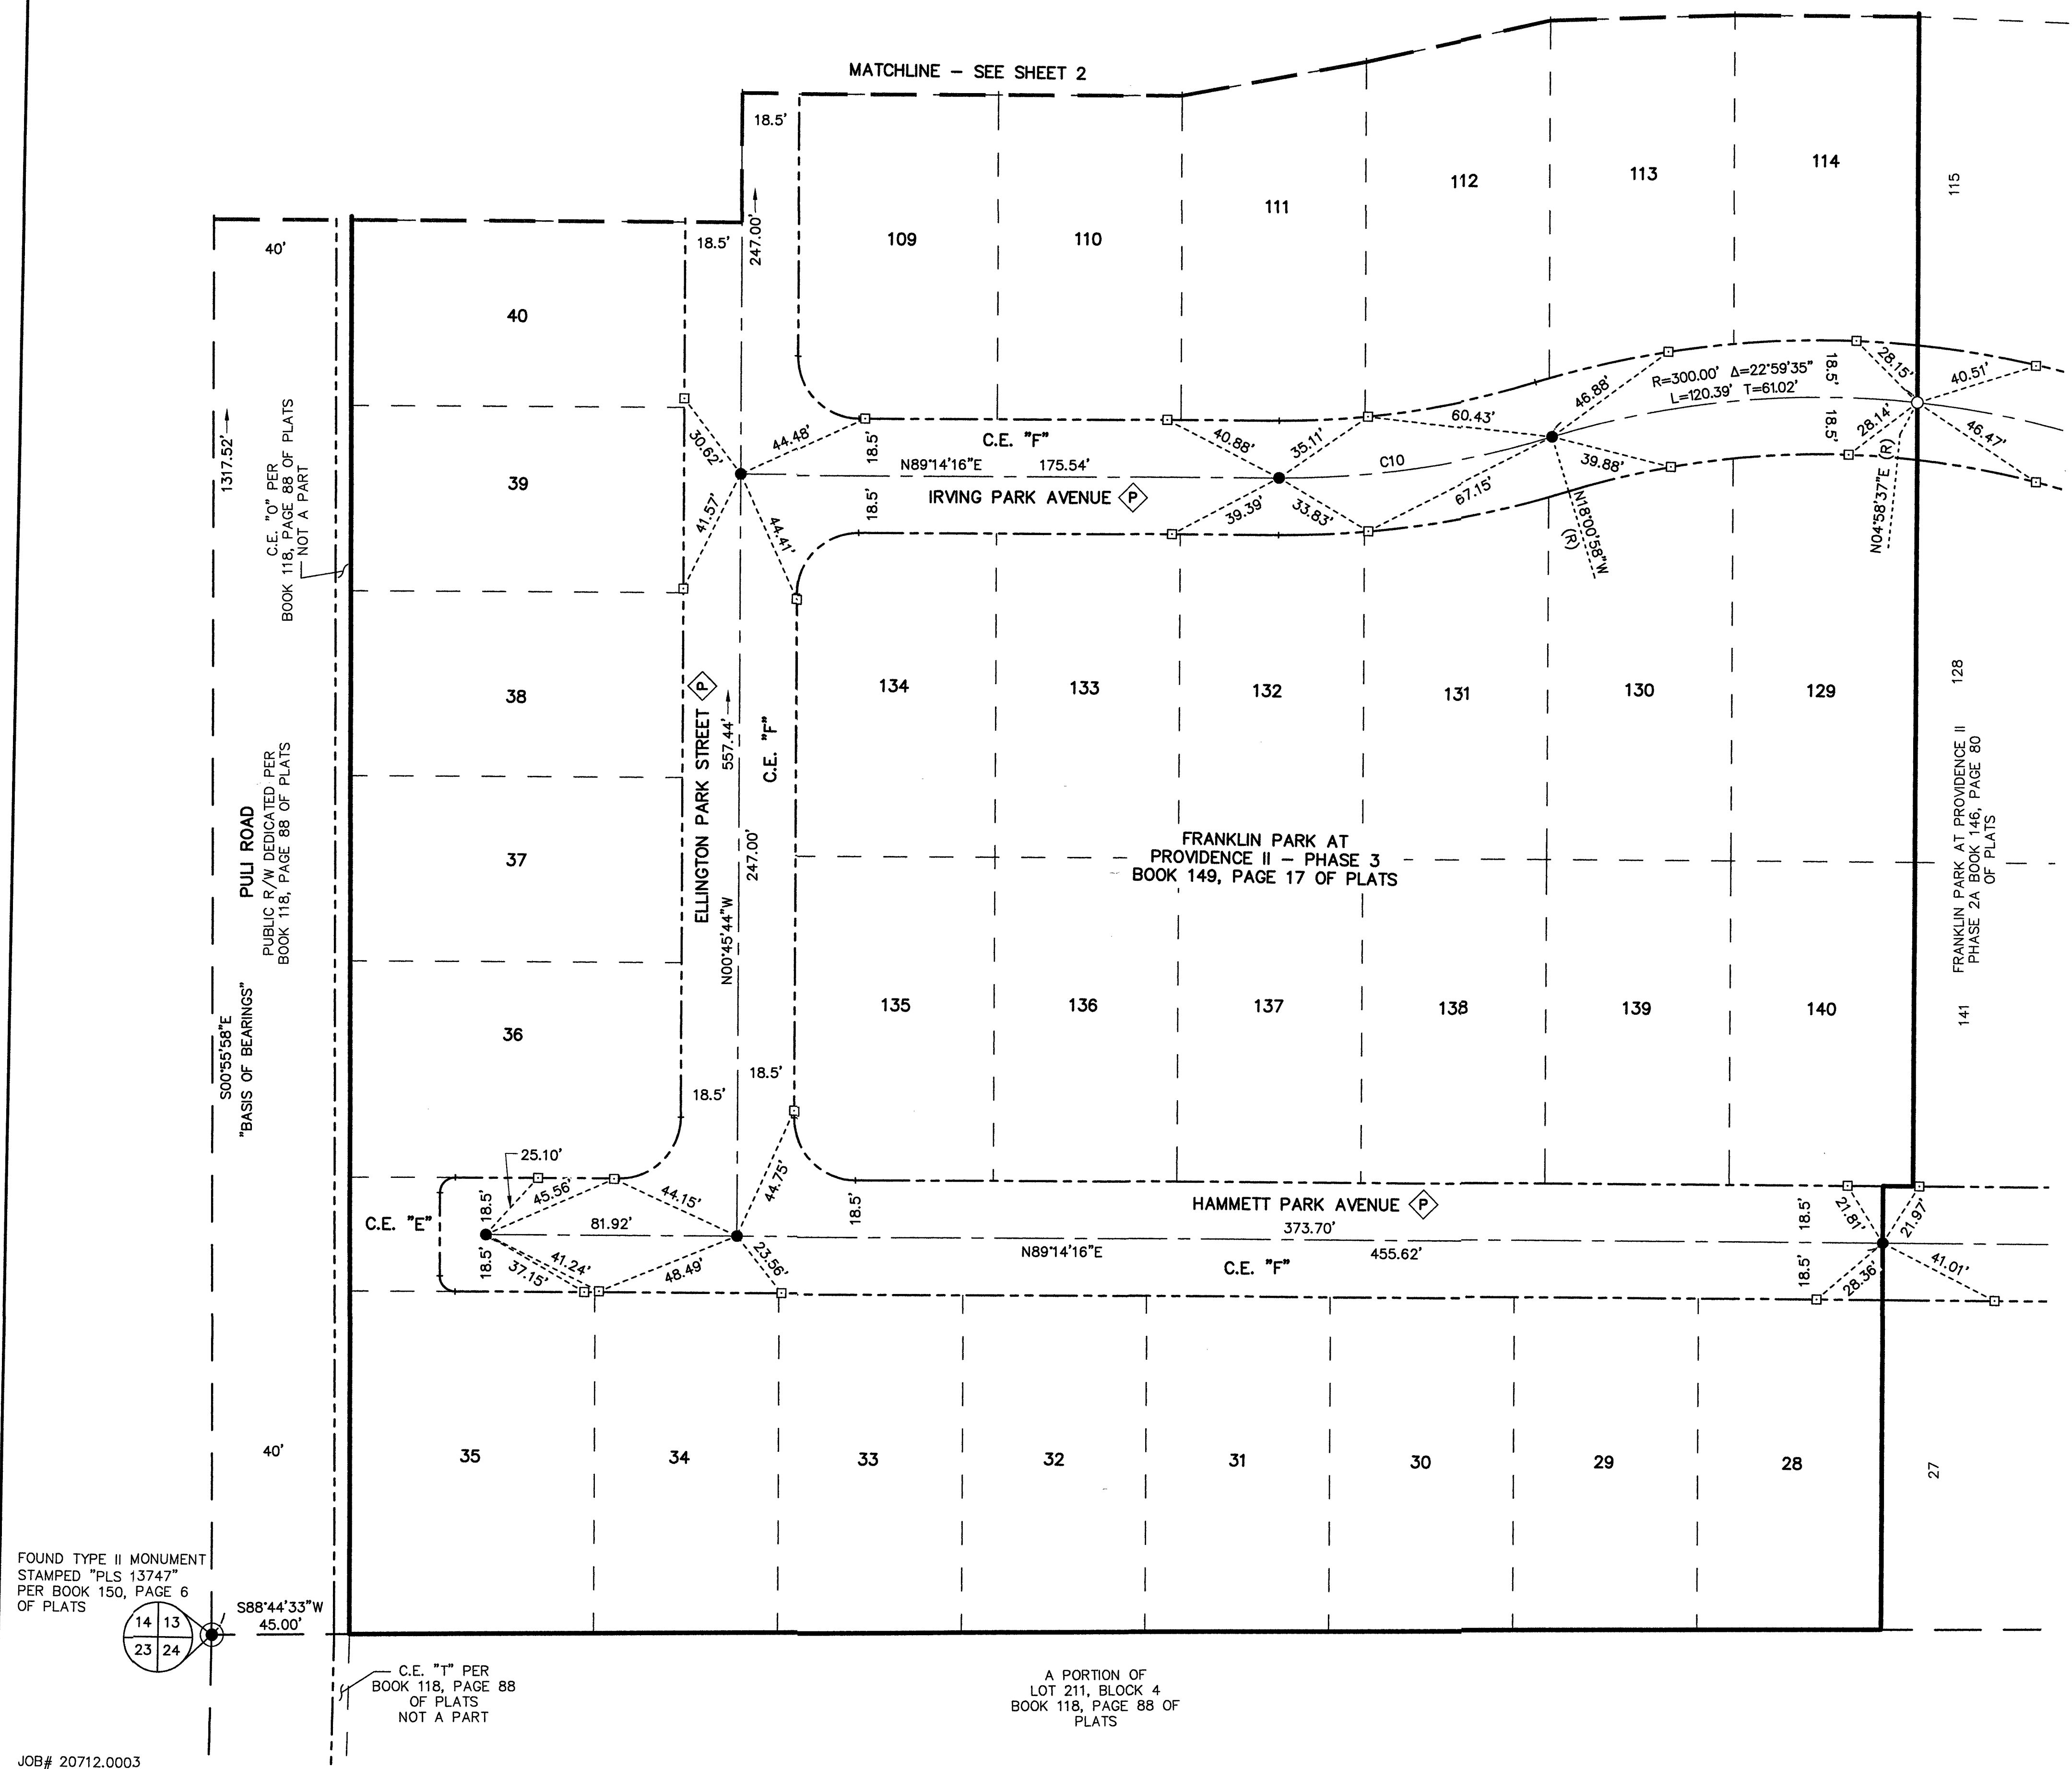 MATCHLINE – SEE SHEET 2
18.5'
247.00'
40'
18.5'
109
110
111
112
113
114
115
40
1317.52'
C.E. "O" PER
BOOK 118, PAGE 88 OF PLATS
NOT A PART
39
30.62'
44.48'
18.5'
C.E. "F"
40.88'
35.11'
60.43'
46.88'
R=300.00' Δ=22°59'35"
L=120.39' T=61.02'
18.5'
28.15'
40.51'
N89°14'16"E
175.54'
C10
39.88'
18.5'
28.14'
46.47'
41.57'
44.41'
18.5'
IRVING PARK AVENUE P
39.39'
33.83'
67.15'
N18°00'58"W
(R)
N04°58'37"E (R)
38
ELLINGTON PARK STREET P
557.44'
C.E. "F"
134
133
132
131
130
129
128
PULI ROAD
PUBLIC R/W DEDICATED PER
BOOK 118, PAGE 88 OF PLATS
37
247.00'
N00°45'44"W
FRANKLIN PARK AT
PROVIDENCE II – PHASE 3
BOOK 149, PAGE 17 OF PLATS
FRANKLIN PARK AT PROVIDENCE II
PHASE 2A BOOK 146, PAGE 80
OF PLATS
S00°55'58"E
"BASIS OF BEARINGS"
36
135
136
137
138
139
140
141
18.5'
18.5'
25.10'
45.56'
44.15'
44.75'
18.5'
C.E. "E"
18.5'
81.92'
18.5'
41.24'
37.15'
48.49'
23.56'
HAMMETT PARK AVENUE P
373.70'
N89°14'16"E
455.62'
C.E. "F"
18.5'
21.81'
21.97'
18.5'
28.36'
41.01'
40'
35
34
33
32
31
30
29
28
27
FOUND TYPE II MONUMENT
STAMPED "PLS 13747"
PER BOOK 150, PAGE 6
OF PLATS
14 13
23 24
S88°44'33"W
45.00'
C.E. "T" PER
BOOK 118, PAGE 88
OF PLATS
NOT A PART
A PORTION OF
LOT 211, BLOCK 4
BOOK 118, PAGE 88 OF
PLATS
JOB# 20712.0003